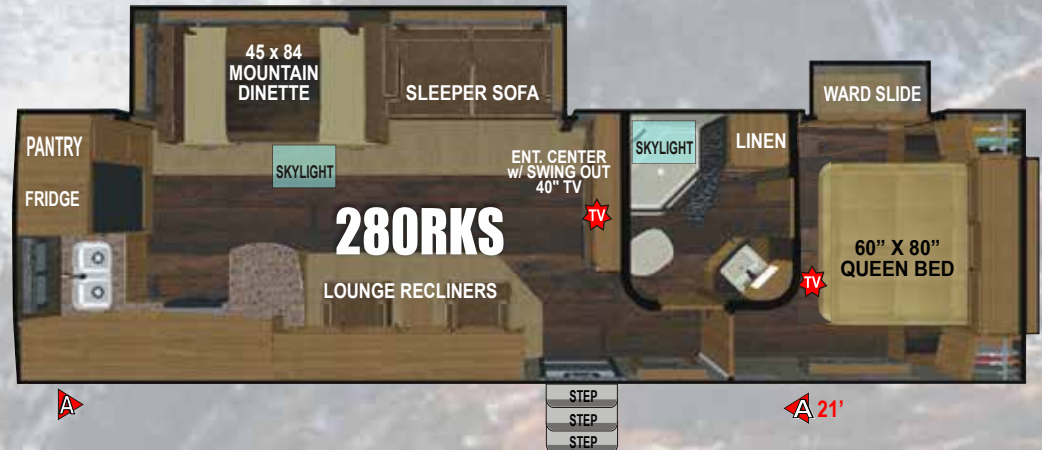 45 x 84
MOUNTAIN
DINETTE
SLEEPER SOFA
WARD SLIDE
PANTRY
FRIDGE
SKYLIGHT
ENT. CENTER
w/ SWING OUT
40" TV
TV
SKYLIGHT
LINEN
280RKS
LOUNGE RECLINERS
60” X 80”
QUEEN BED
TV
A
STEP
STEP
STEP
A 21’